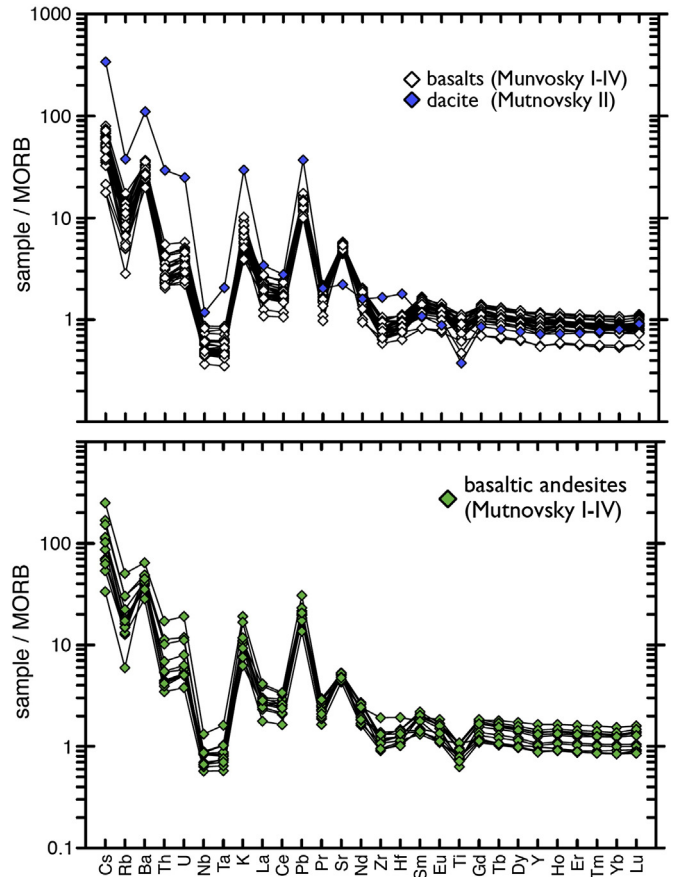 1000
100
10
1
sample / MORB
basalts (Munvosky I-IV)
dacite (Mutnovsky II)
100
10
1
0.1
sample / MORB
basaltic andesites
(Mutnovsky I-IV)
Cs Rb Ba Th U Nb Ta K La Ce Pb Pr Sr Nd Zr Hf Sm Eu Ti Gd Tb Dy Y Ho Er Tm Yb Lu